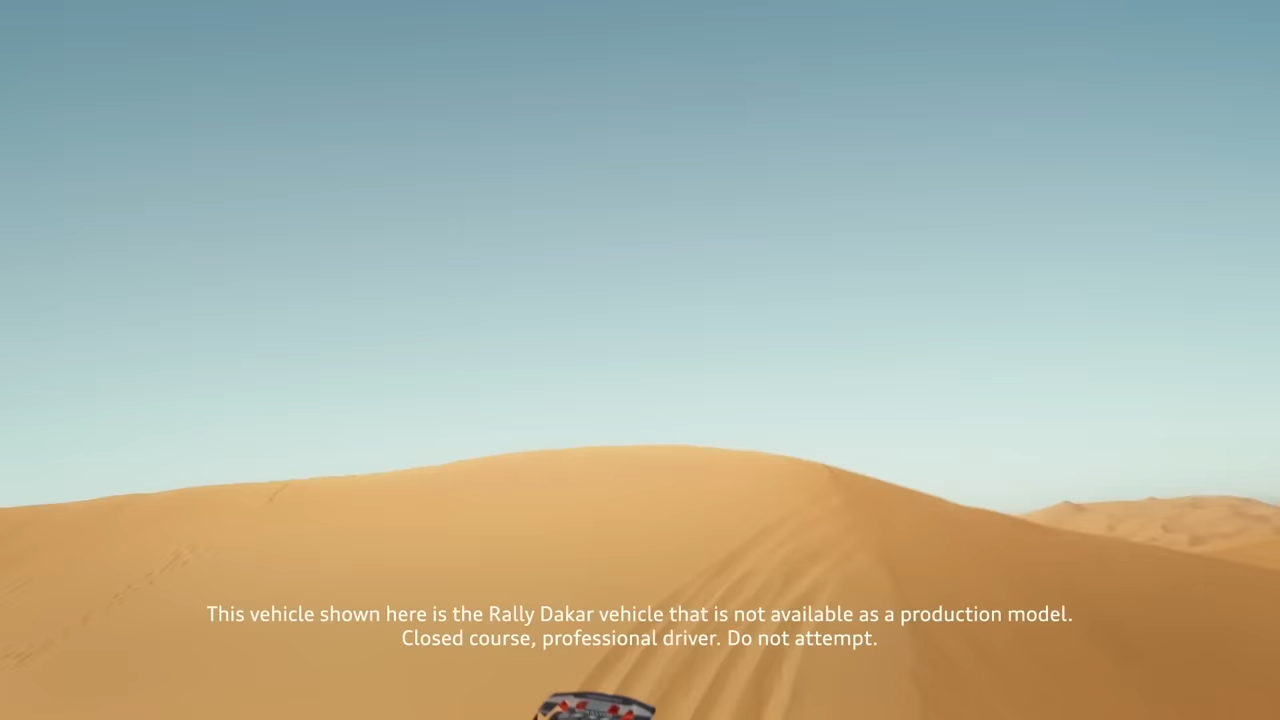 This vehicle shown here is the Rally Dakar vehicle that is not available as a production model.
Closed course, professional driver. Do not attempt.